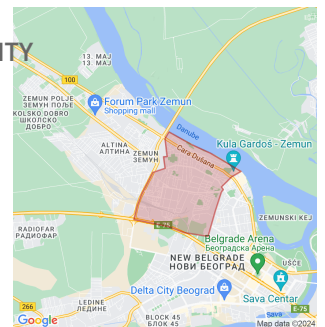 ITY
13. MAJ
13. МАЈ
100
ZEMUN POLJE
ЗЕМУН ПОЉЕ
Forum Park Zemun
Shopping mall
KOLSKO DOBRO
ШКОЛСКО
ДОБРО
Danube
Cara Dušana
Kula Gardoš - Zemun
ALTINA
АЛТИНА
ZEMUN
ЗЕМУН
E-75
ZEMUNSKI KEJ
RADIOFAR
РАДИОФАР
Belgrade Arena
Београдска Арена
NEW BELGRADE
НОВИ БЕОГРАД
UŠĆE
УШЋЕ
Delta City Beograd
Sava Centar
E-75
266
LEDINE
ЛЕДИНЕ
BLOCK 45
БЛОК 45
Sava
Google
Map data ©2024